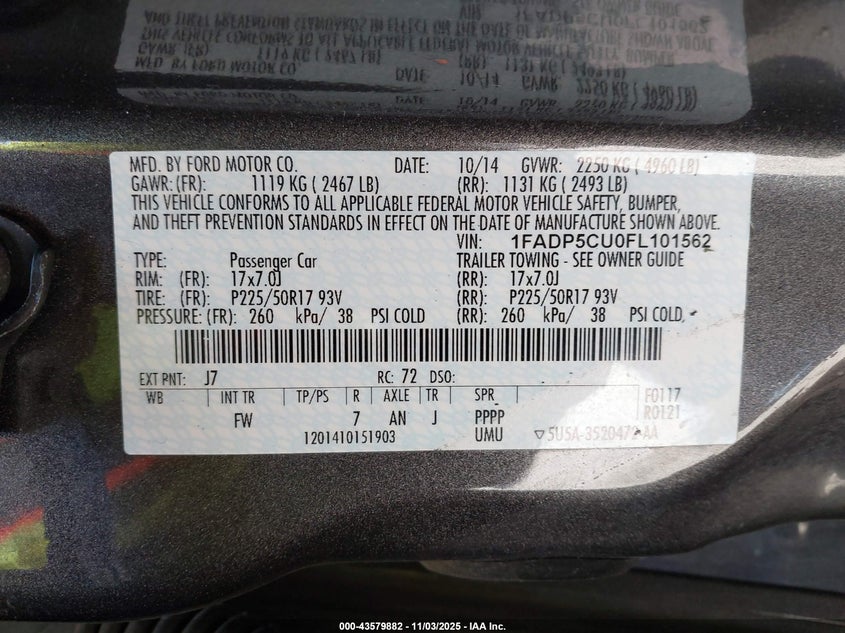 MFD. BY FORD MOTOR CO. DATE: 10/14 GVWR: 2250 KG ( 4960 LB)
GAWR: (FR): 1119 KG ( 2467 LB) (RR): 1131 KG ( 2493 LB)
THIS VEHICLE CONFORMS TO ALL APPLICABLE FEDERAL MOTOR VEHICLE SAFETY, BUMPER,
AND THEFT PREVENTION STANDARDS IN EFFECT ON THE DATE OF MANUFACTURE SHOWN ABOVE.
VIN: 1FADP5CU0FL101562
TYPE: Passenger Car TRAILER TOWING - SEE OWNER GUIDE
RIM: (FR): 17x7.0J (RR): 17x7.0J
TIRE: (FR): P225/50R17 93V (RR): P225/50R17 93V
PRESSURE: (FR): 260 kPa/ 38 PSI COLD (RR): 260 kPa/ 38 PSI COLD
EXT PNT: J7 RC: 72 DSO:
WB INT TR TP/PS R AXLE TR SPR F0117
FW 7 AN J PPPP R0121
1201410151903 UMU ▽5U5A-3520472-AA
000-43579882 - 11/03/2025 - IAA Inc.